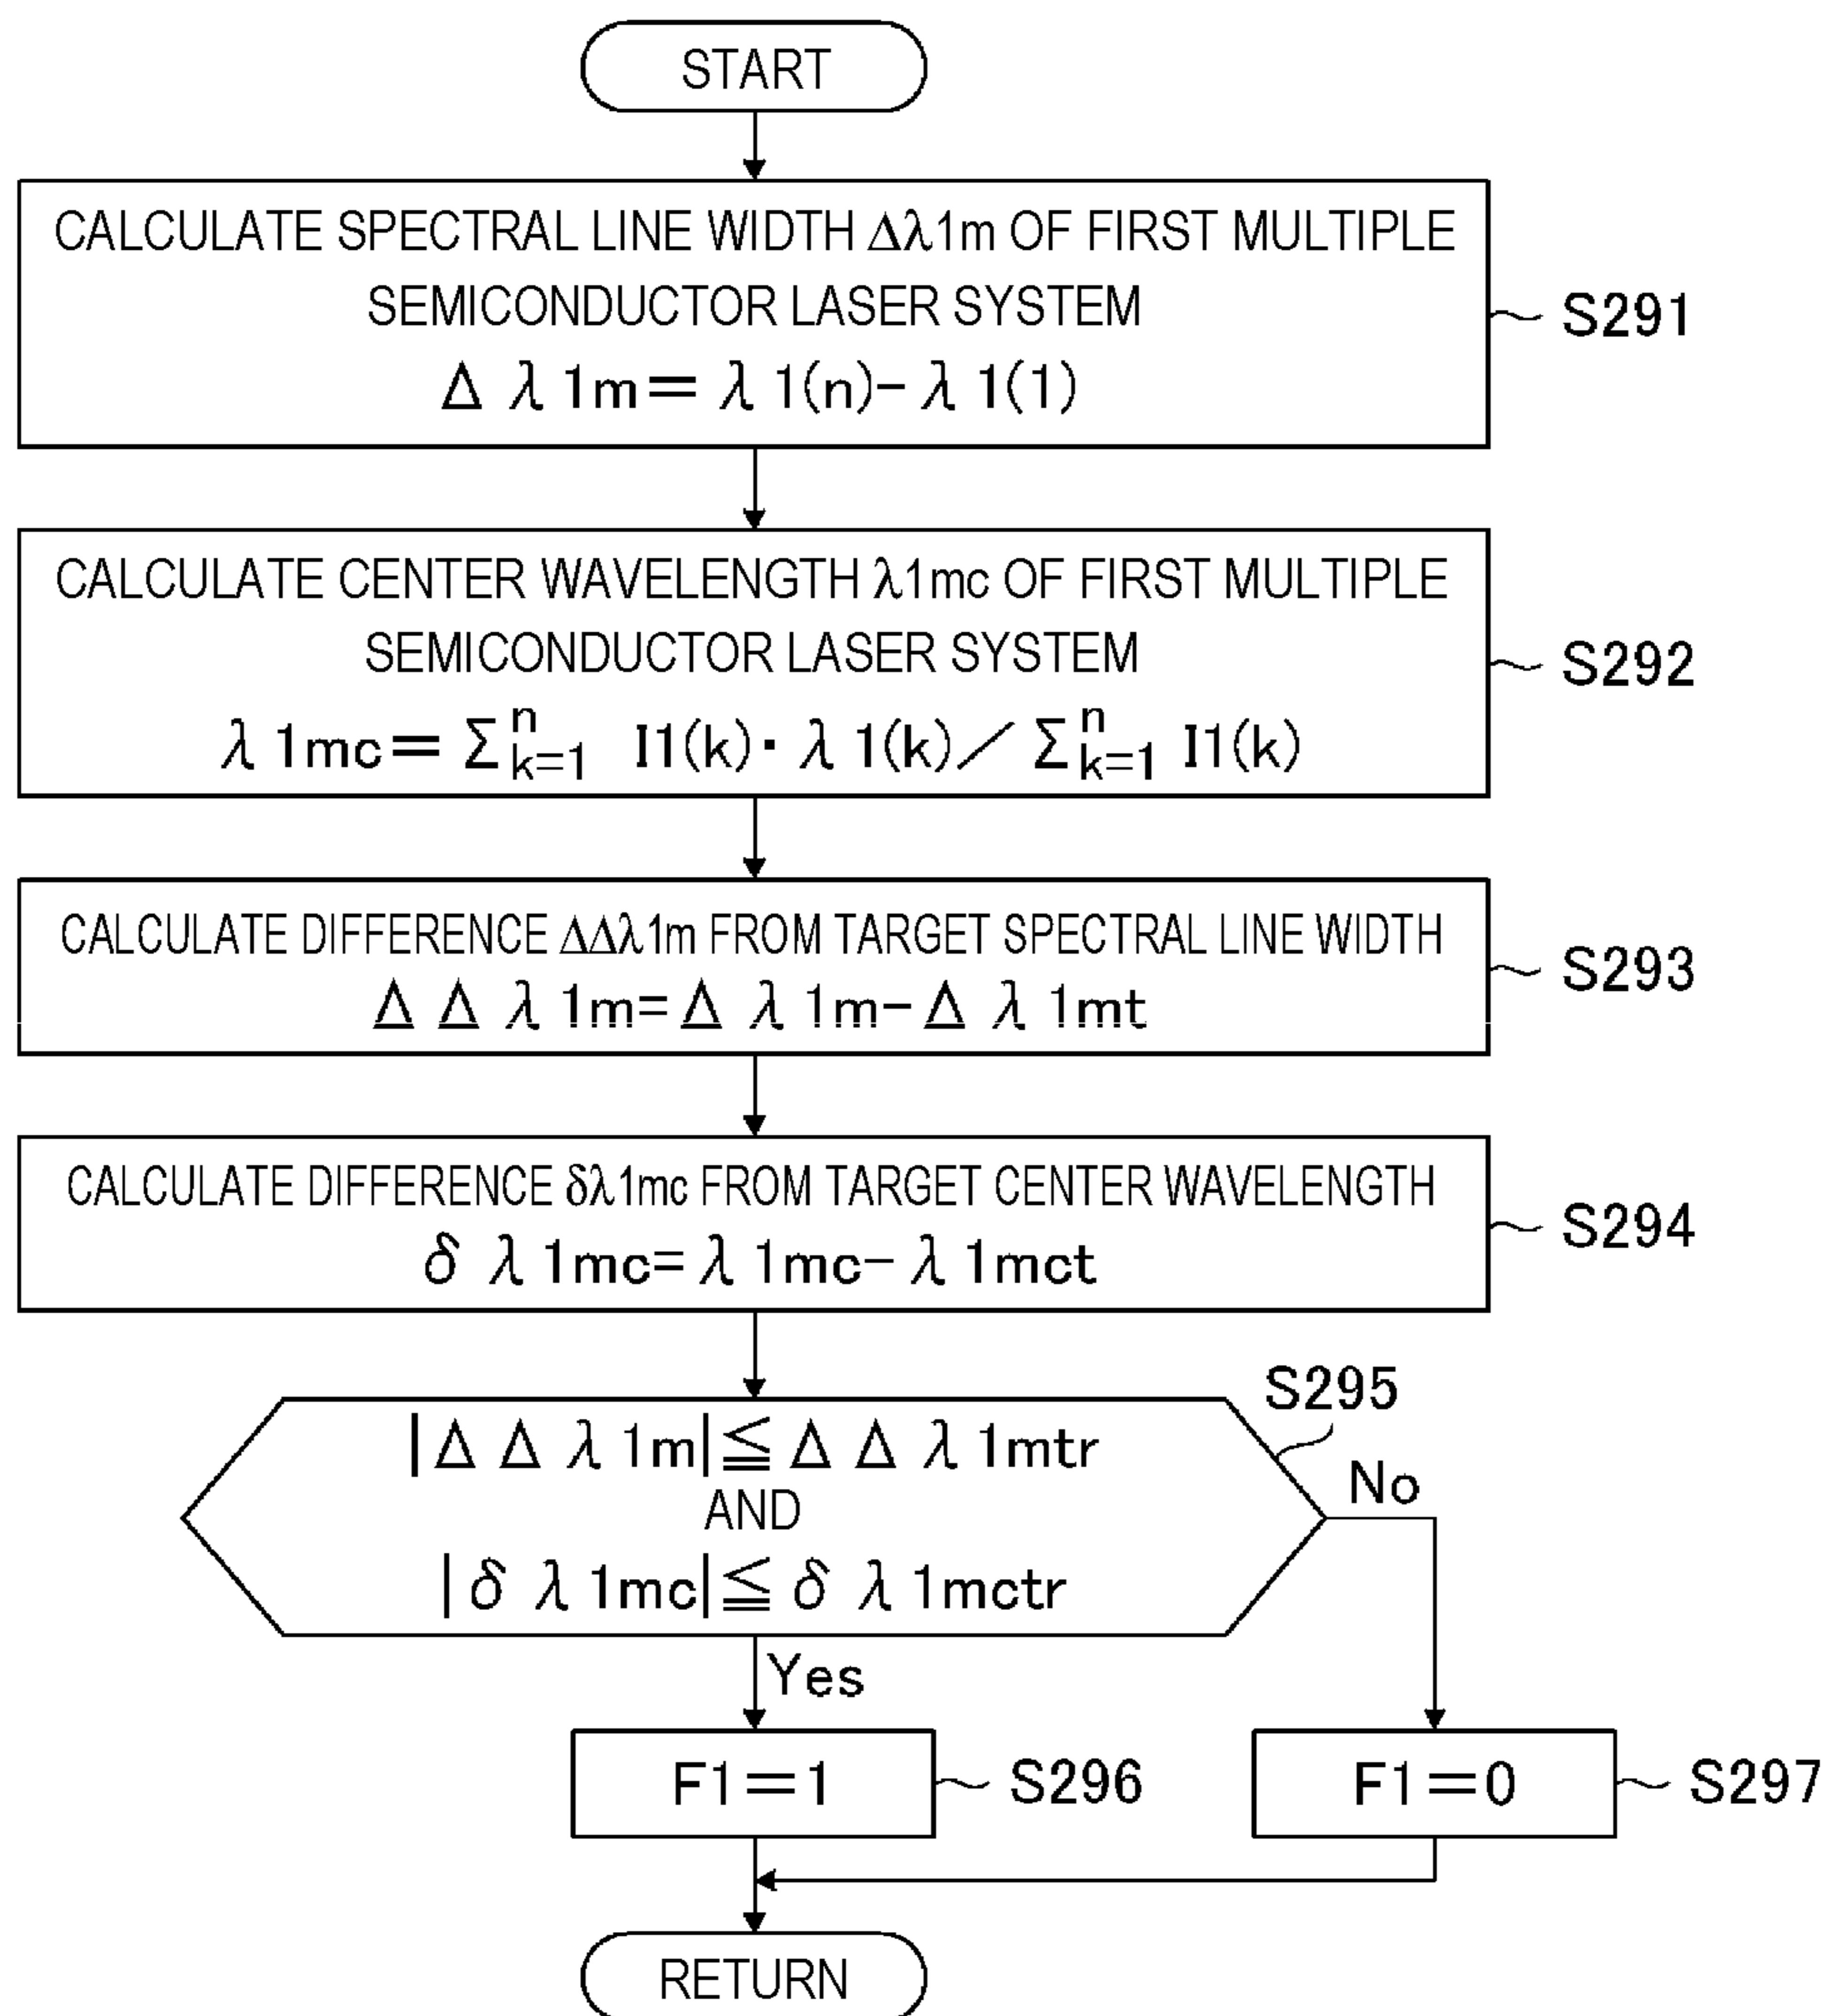 START
CALCULATE SPECTRAL LINE WIDTH Δλ1m OF FIRST MULTIPLE
SEMICONDUCTOR LASER SYSTEM
Δλ1m=λ1(n)-λ1(1)
S291
CALCULATE CENTER WAVELENGTH λ1mc OF FIRST MULTIPLE
SEMICONDUCTOR LASER SYSTEM
λ1mc=Σ^n_{k=1} I1(k)·λ1(k)/Σ^n_{k=1} I1(k)
S292
CALCULATE DIFFERENCE ΔΔλ1m FROM TARGET SPECTRAL LINE WIDTH
ΔΔλ1m=Δλ1m-Δλ1mt
S293
CALCULATE DIFFERENCE δλ1mc FROM TARGET CENTER WAVELENGTH
δλ1mc=λ1mc-λ1mct
S294
S295
|ΔΔλ1m|≦ΔΔλ1mtr
AND
|δλ1mc|≦δλ1mctr
No
Yes
F1=1
S296
F1=0
S297
RETURN